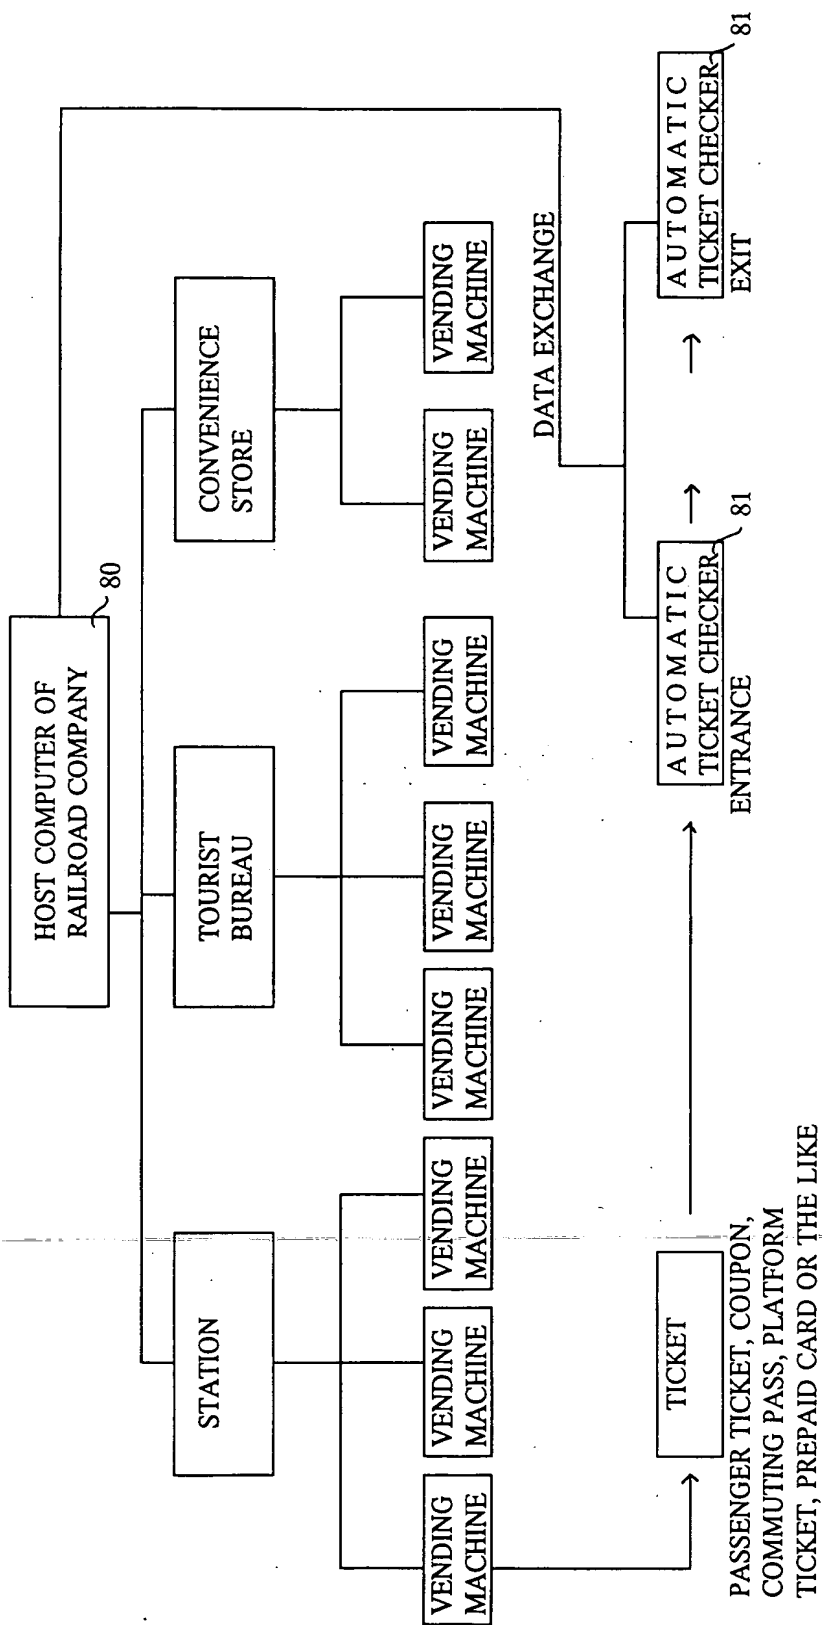 HOST COMPUTER OF
RAILROAD COMPANY
80
STATION
TOURIST
BUREAU
CONVENIENCE
STORE
VENDING
MACHINE
VENDING
MACHINE
VENDING
MACHINE
VENDING
MACHINE
VENDING
MACHINE
VENDING
MACHINE
VENDING
MACHINE
VENDING
MACHINE
DATA EXCHANGE
TICKET
PASSENGER TICKET, COUPON,
COMMUTING PASS, PLATFORM
TICKET, PREPAID CARD OR THE LIKE
AUTOMATIC
TICKET CHECKER
81
ENTRANCE
AUTOMATIC
TICKET CHECKER
81
EXIT